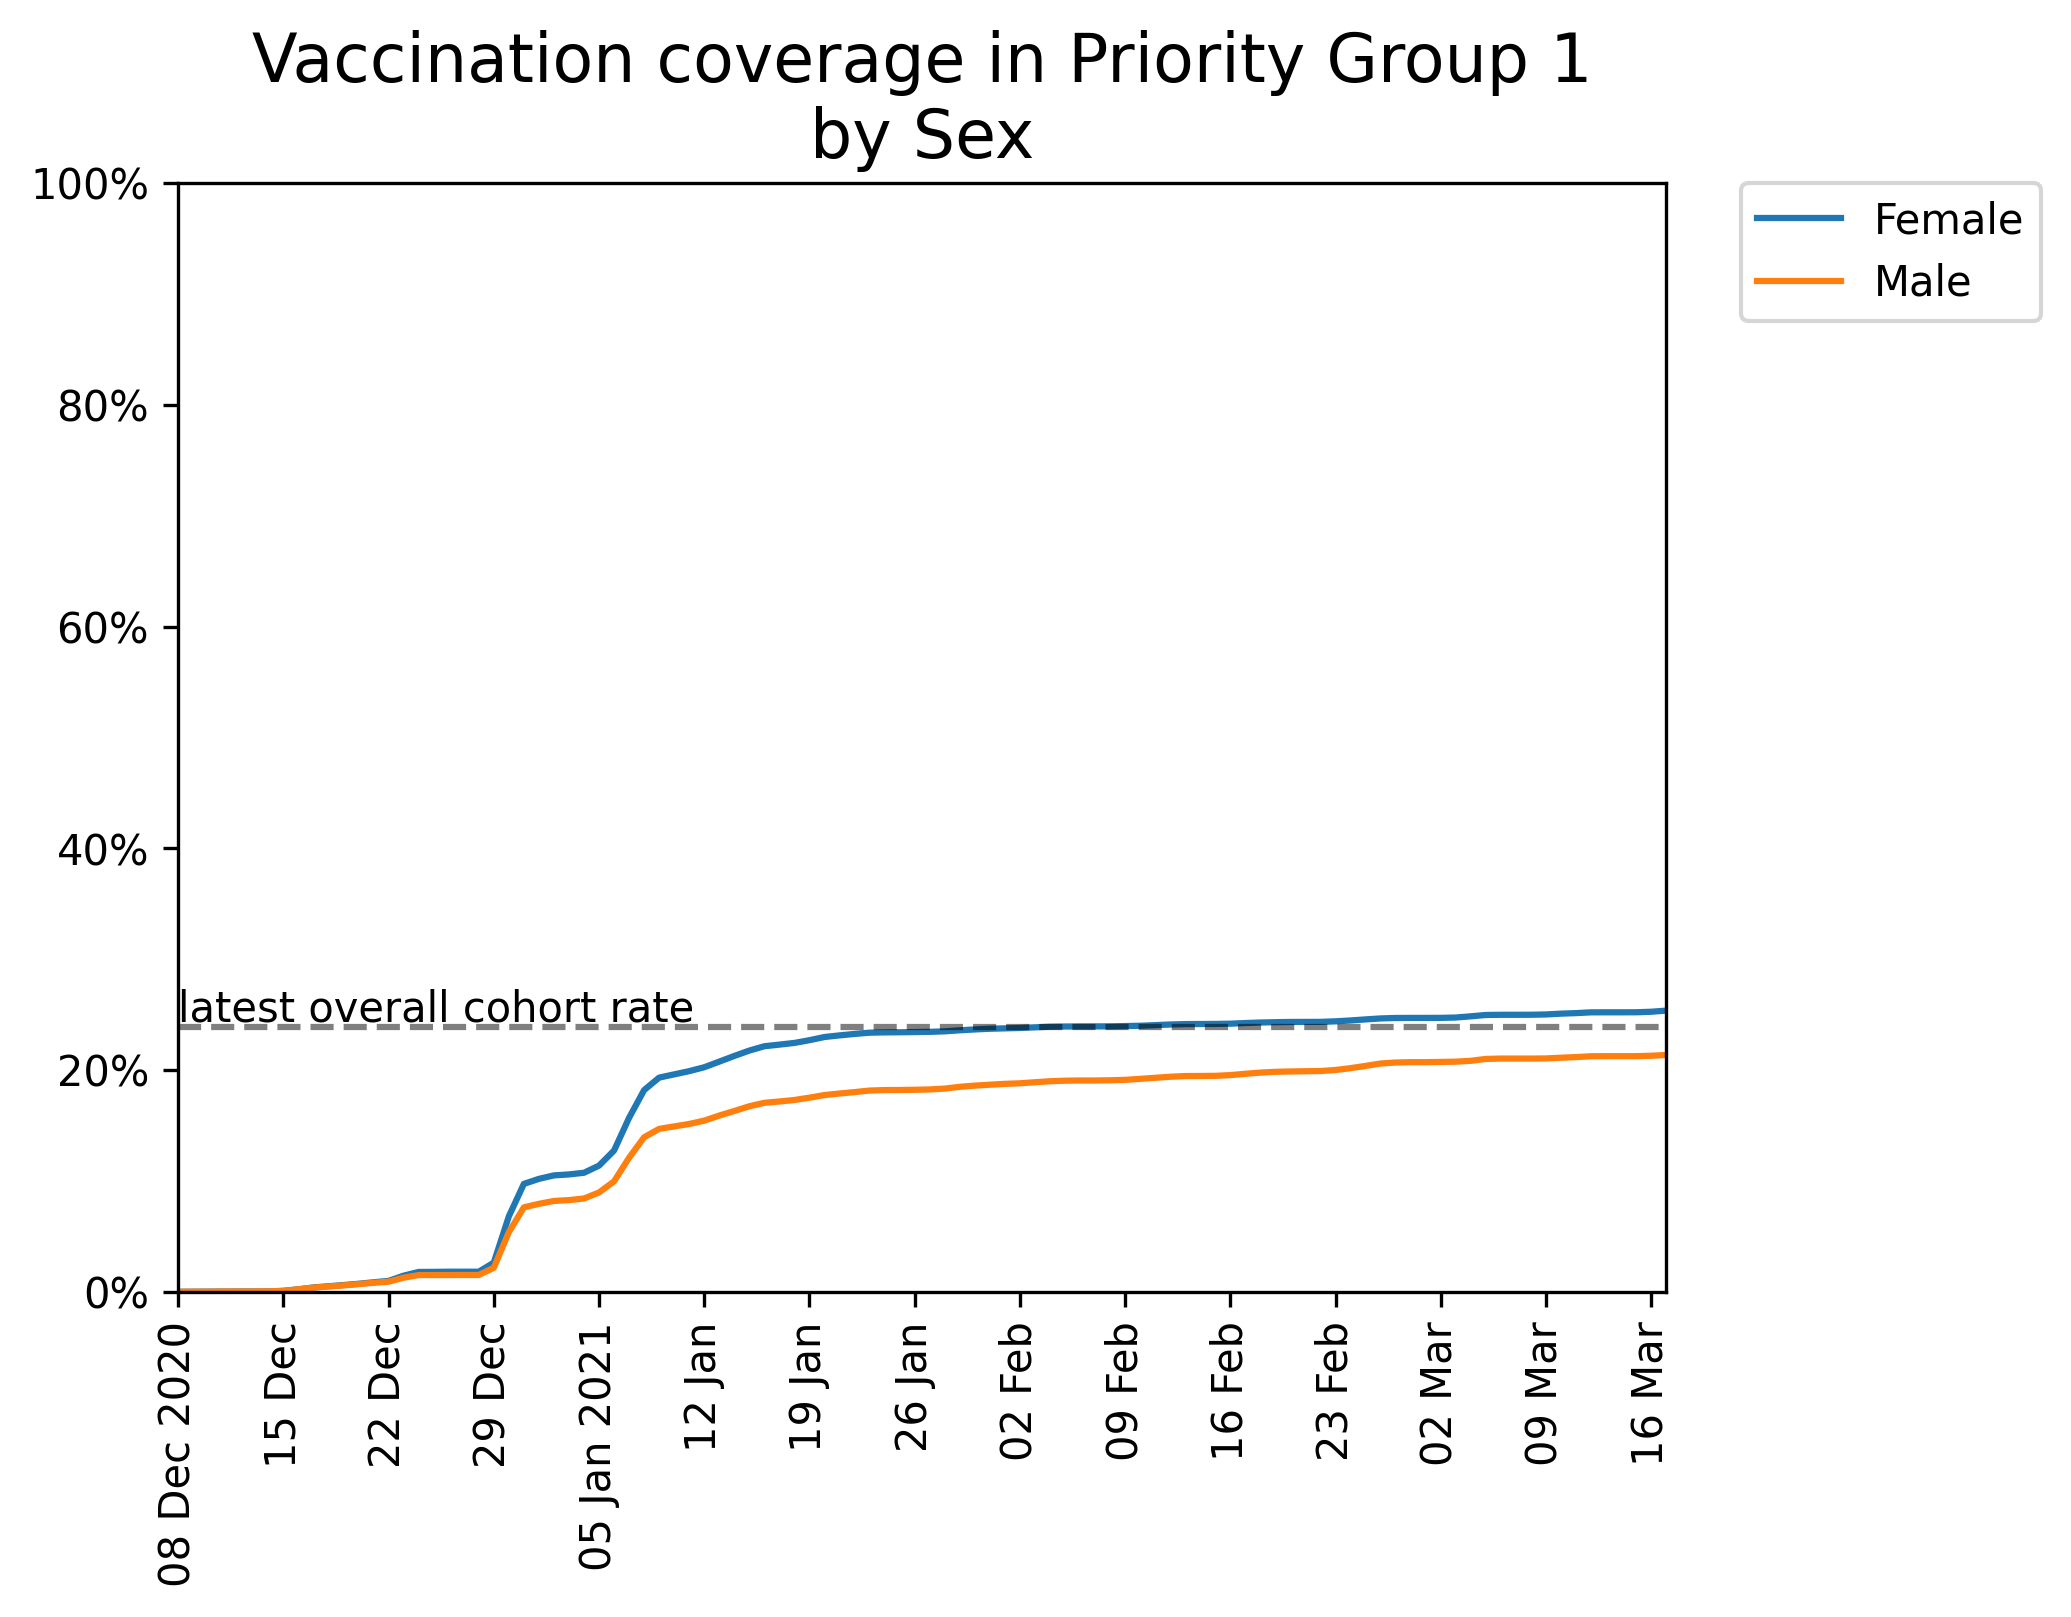 Vaccination coverage in Priority Group 1
by Sex
100%
80%
60%
40%
20%
0%
latest overall cohort rate
Female
Male
08 Dec 2020
15 Dec
22 Dec
29 Dec
05 Jan 2021
12 Jan
19 Jan
26 Jan
02 Feb
09 Feb
16 Feb
23 Feb
02 Mar
09 Mar
16 Mar